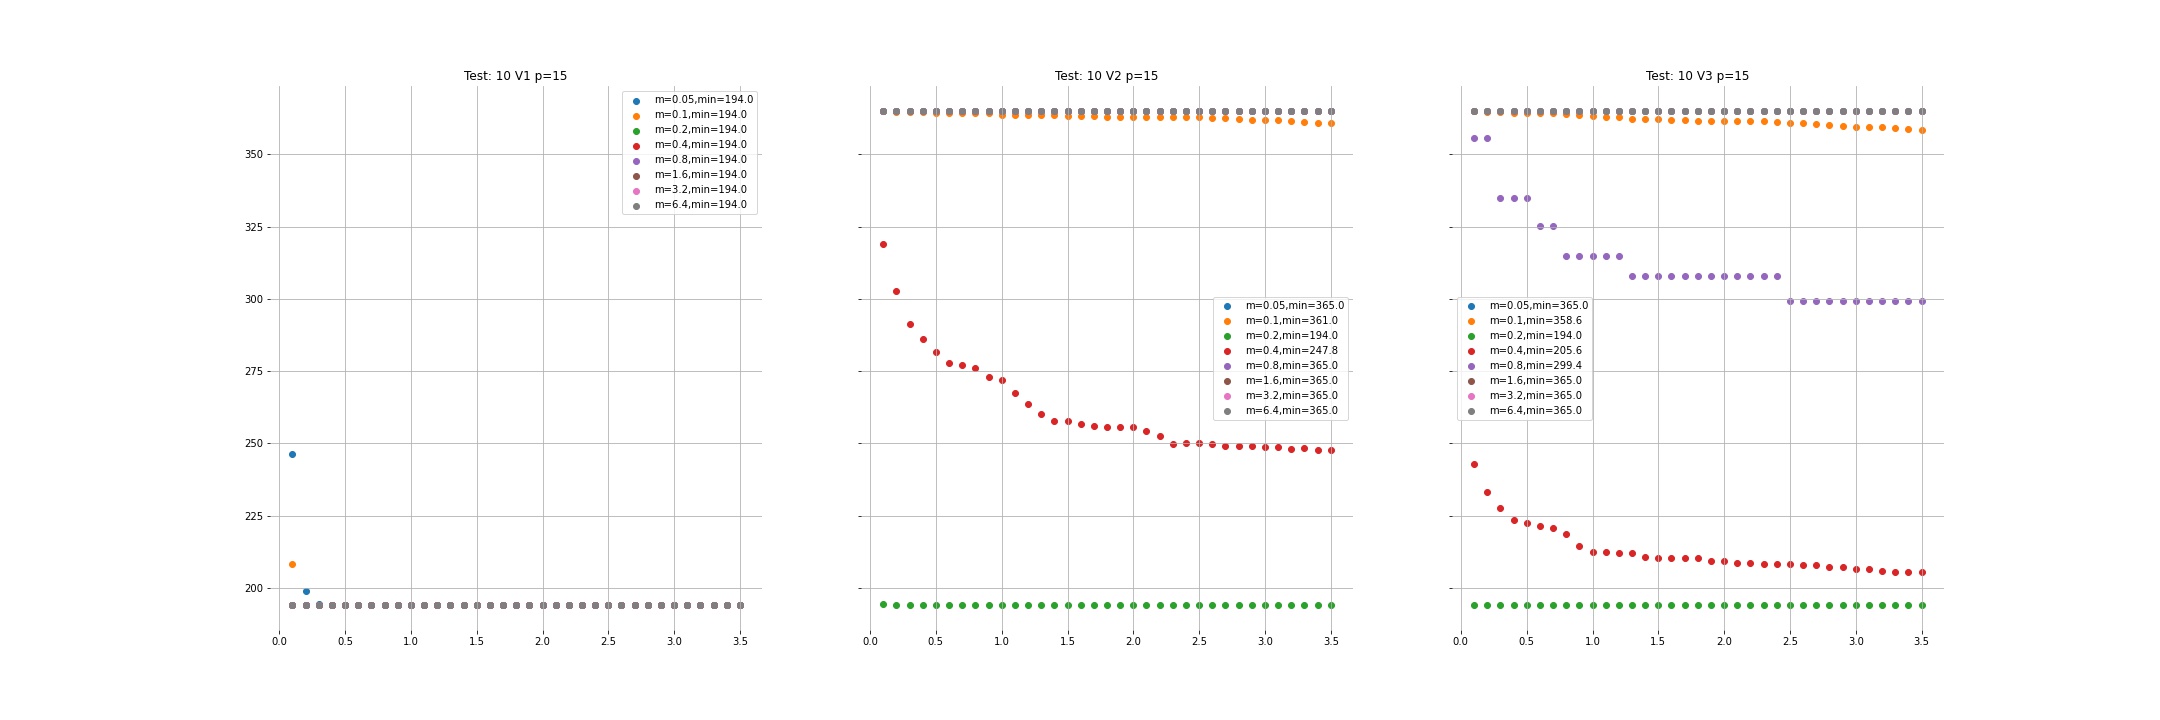 Test: 10 V1 p=15
m=0.05,min=194.0
m=0.1,min=194.0
m=0.2,min=194.0
m=0.4,min=194.0
m=0.8,min=194.0
m=1.6,min=194.0
m=3.2,min=194.0
m=6.4,min=194.0
350
325
300
275
250
225
200
0.0 0.5 1.0 1.5 2.0 2.5 3.0 3.5
Test: 10 V2 p=15
m=0.05,min=365.0
m=0.1,min=361.0
m=0.2,min=194.0
m=0.4,min=247.8
m=0.8,min=365.0
m=1.6,min=365.0
m=3.2,min=365.0
m=6.4,min=365.0
0.0 0.5 1.0 1.5 2.0 2.5 3.0 3.5
Test: 10 V3 p=15
m=0.05,min=365.0
m=0.1,min=358.6
m=0.2,min=194.0
m=0.4,min=205.6
m=0.8,min=299.4
m=1.6,min=365.0
m=3.2,min=365.0
m=6.4,min=365.0
0.0 0.5 1.0 1.5 2.0 2.5 3.0 3.5